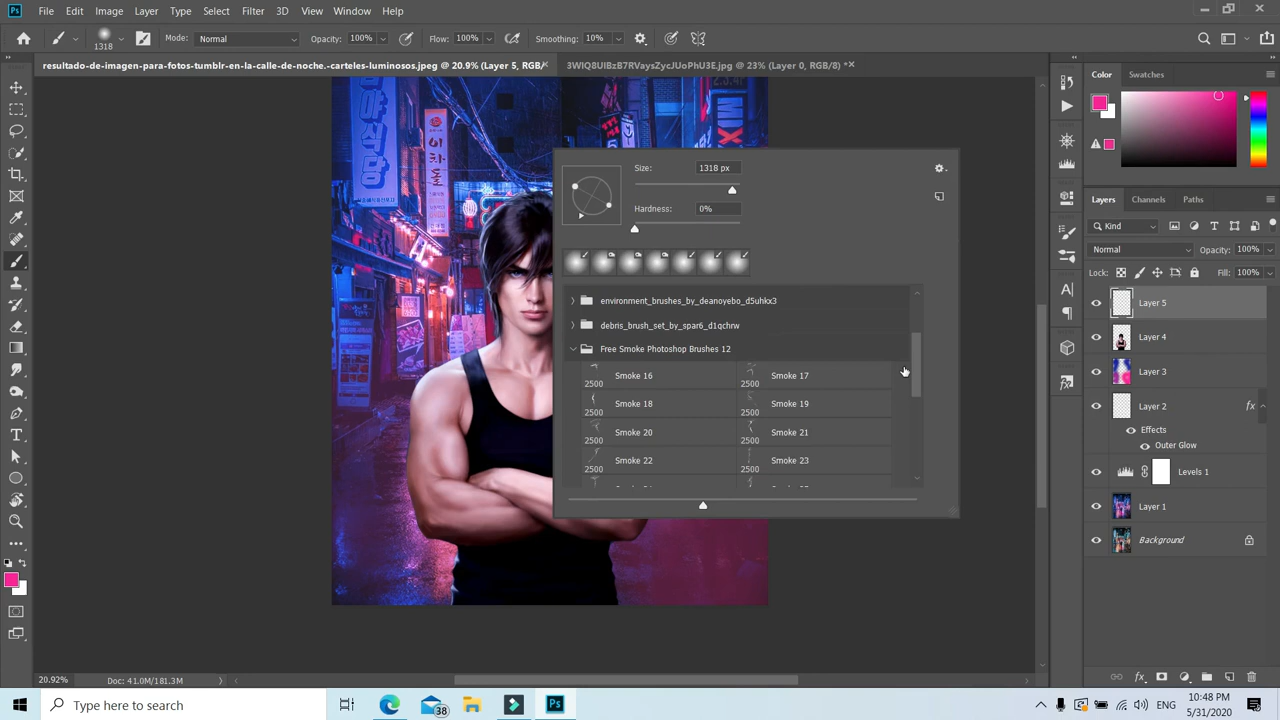 Ps File Edit Image Layer Type Select Filter 3D View Window Help
1318 Mode: Normal Opacity: 100% Flow: 100% Smoothing: 10%
resultado-de-imagen-para-fotos-tumblr-en-la-calle-de-noche.-carteles-luminosos.jpeg @ 20.9% (Layer 5, RGB/
3WIQ8UIBzB7RVaysZycJUoPhU3E.jpg @ 23% (Layer 0, RGB/8) *
Color Swatches
MIX
Size: 1318 px
Hardness: 0%
environment_brushes_by_deanoyebo_d5uhkx3
debris_brush_set_by_spar6_d1qchrw
Free Smoke Photoshop Brushes 12
2500 Smoke 16 2500 Smoke 17
2500 Smoke 18 2500 Smoke 19
2500 Smoke 20 2500 Smoke 21
2500 Smoke 22 2500 Smoke 23
Layers Channels Paths
Kind
Normal Opacity: 100%
Lock: Fill: 100%
Layer 5
Layer 4
Layer 3
Layer 2 fx
Effects
Outer Glow
Levels 1
Layer 1
Background
20.92% Doc: 41.0M/181.3M
fx
Type here to search
38
Ps
ENG
10:48 PM
5/31/2020